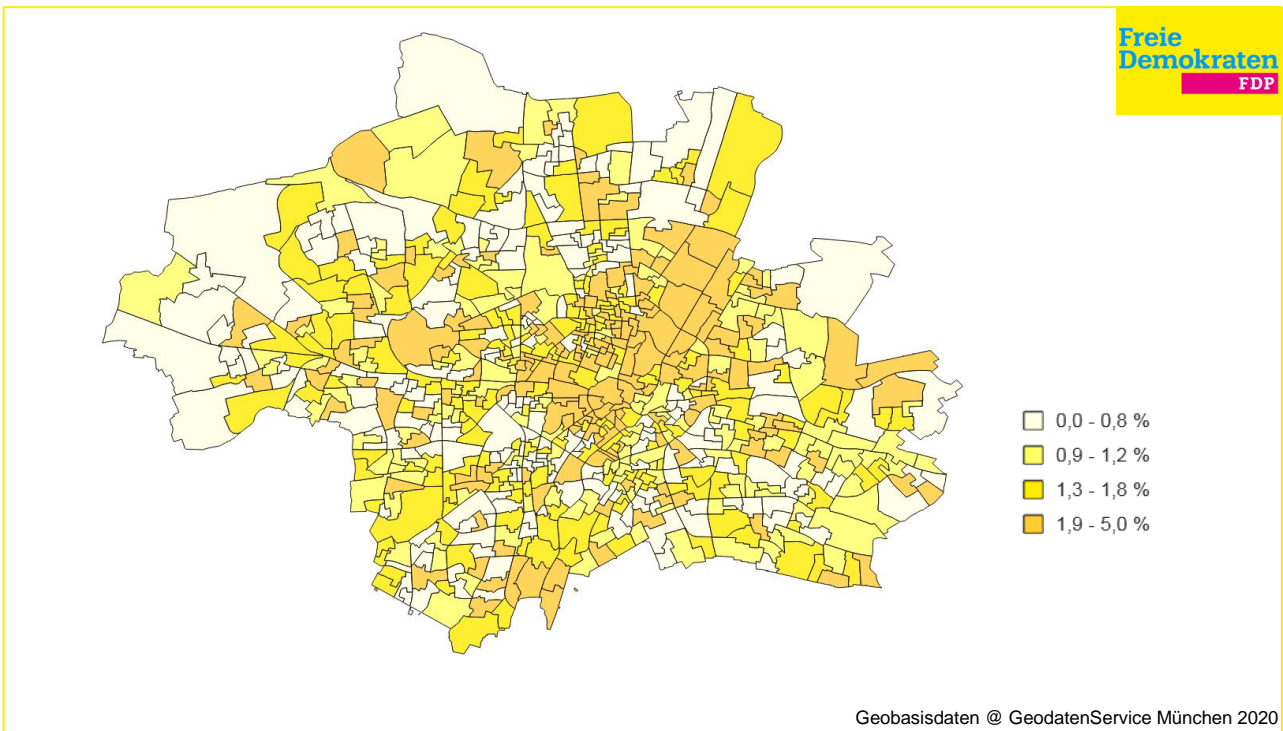 Freie
Demokraten
FDP
0,0 - 0,8 %
0,9 - 1,2 %
1,3 - 1,8 %
1,9 - 5,0 %
Geobasisdaten @ GeodatenService München 2020